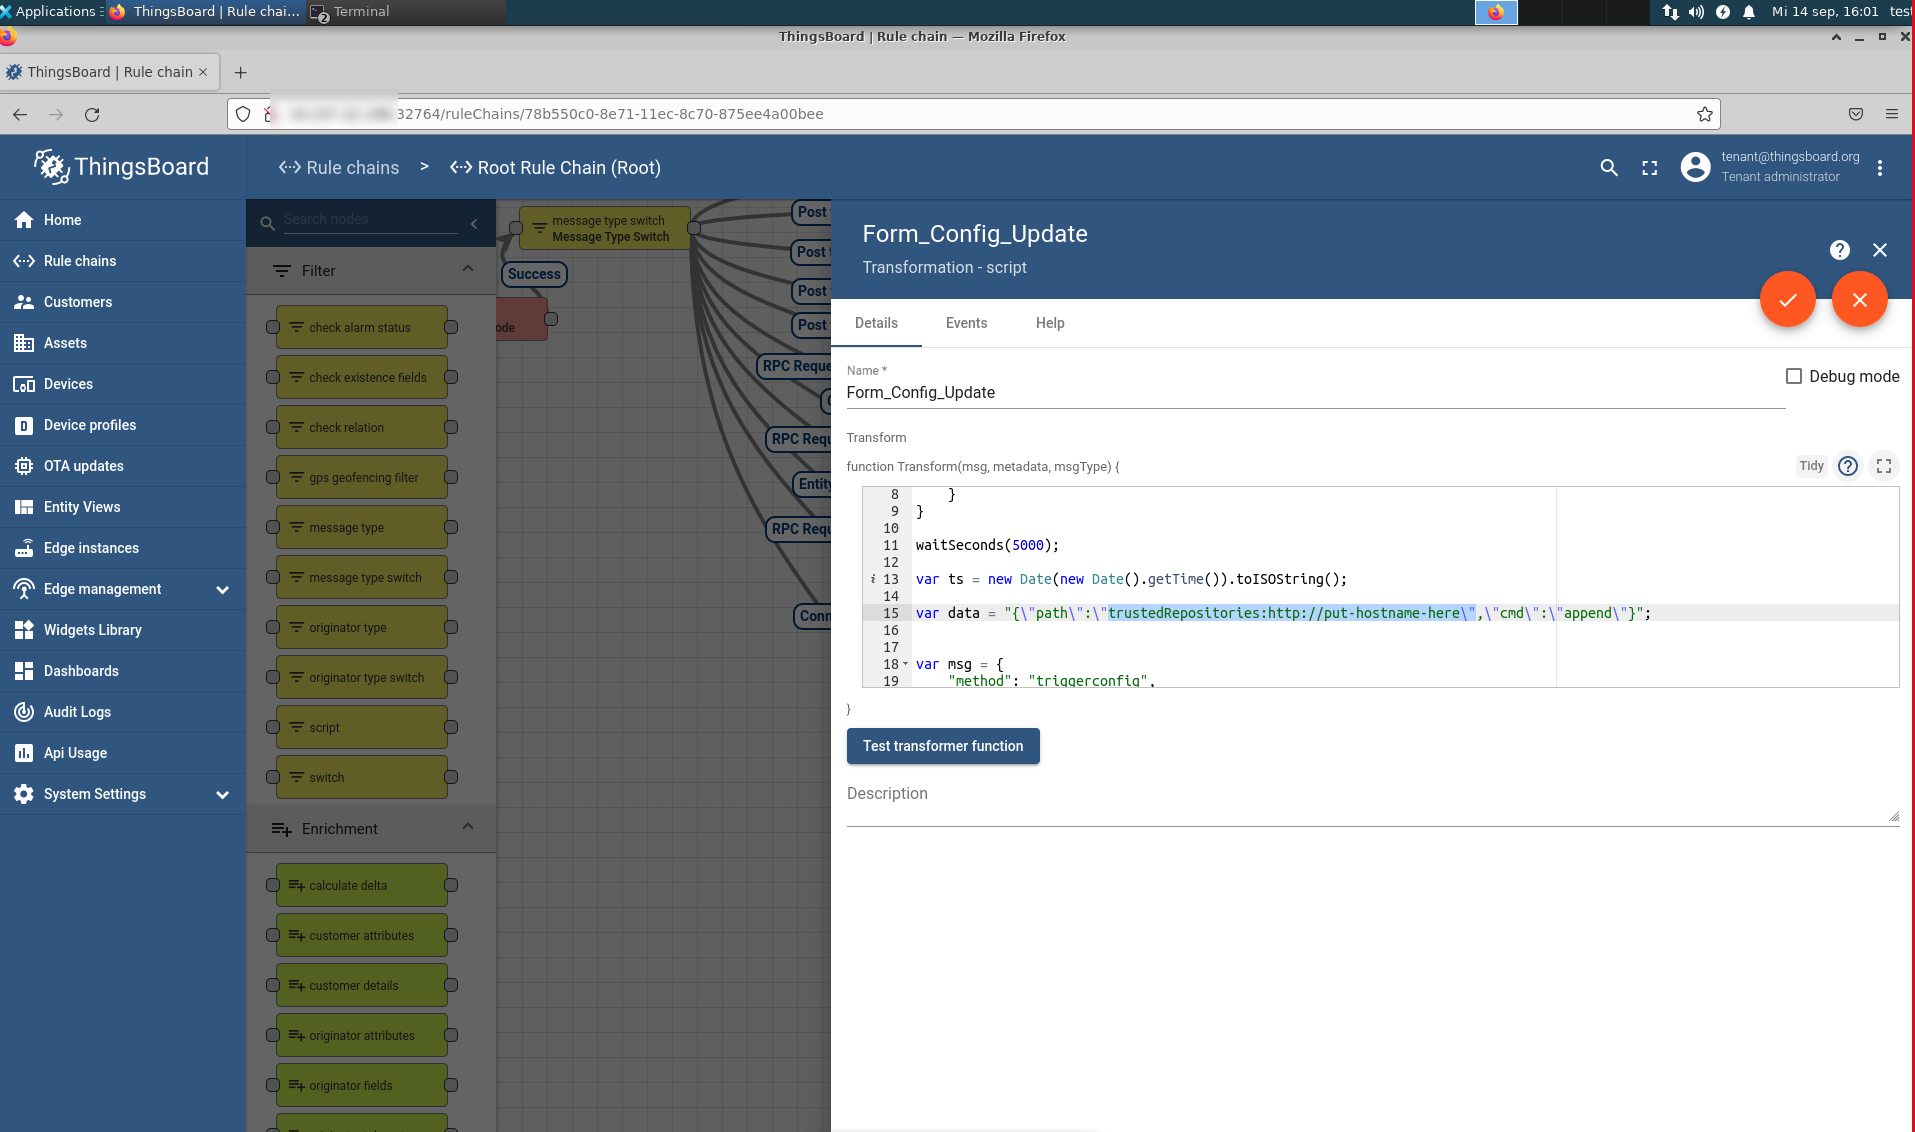 Applications
ThingsBoard | Rule chai...
Terminal
2
Mi 14 sep, 16:01
test
ThingsBoard | Rule chain — Mozilla Firefox
ThingsBoard | Rule chain
32764/ruleChains/78b550c0-8e71-11ec-8c70-875ee4a00bee
ThingsBoard
Rule chains > Root Rule Chain (Root)
tenant@thingsboard.org
Tenant administrator
Home
Rule chains
Customers
Assets
Devices
Device profiles
OTA updates
Entity Views
Edge instances
Edge management
Widgets Library
Dashboards
Audit Logs
Api Usage
System Settings
Search nodes
Filter
check alarm status
check existence fields
check relation
gps geofencing filter
message type
message type switch
originator type
originator type switch
script
switch
Enrichment
calculate delta
customer attributes
customer details
originator attributes
originator fields
message type switch
Message Type Switch
Success
ode
Post
Post t
Post
Post t
RPC Reque
RPC Requ
Entity
RPC Requ
Conn
Form_Config_Update
Transformation - script
Details
Events
Help
Name *
Form_Config_Update
Debug mode
Transform
function Transform(msg, metadata, msgType) {
Tidy
8 }
9 }
10
11 waitSeconds(5000);
12
13 var ts = new Date(new Date().getTime()).toISOString();
14
15 var data = "{\"path\":\"trustedRepositories:http://put-hostname-here\",\"cmd\":\"append\"}";
16
17
18 var msg = {
19 "method": "triggerconfig",
}
Test transformer function
Description